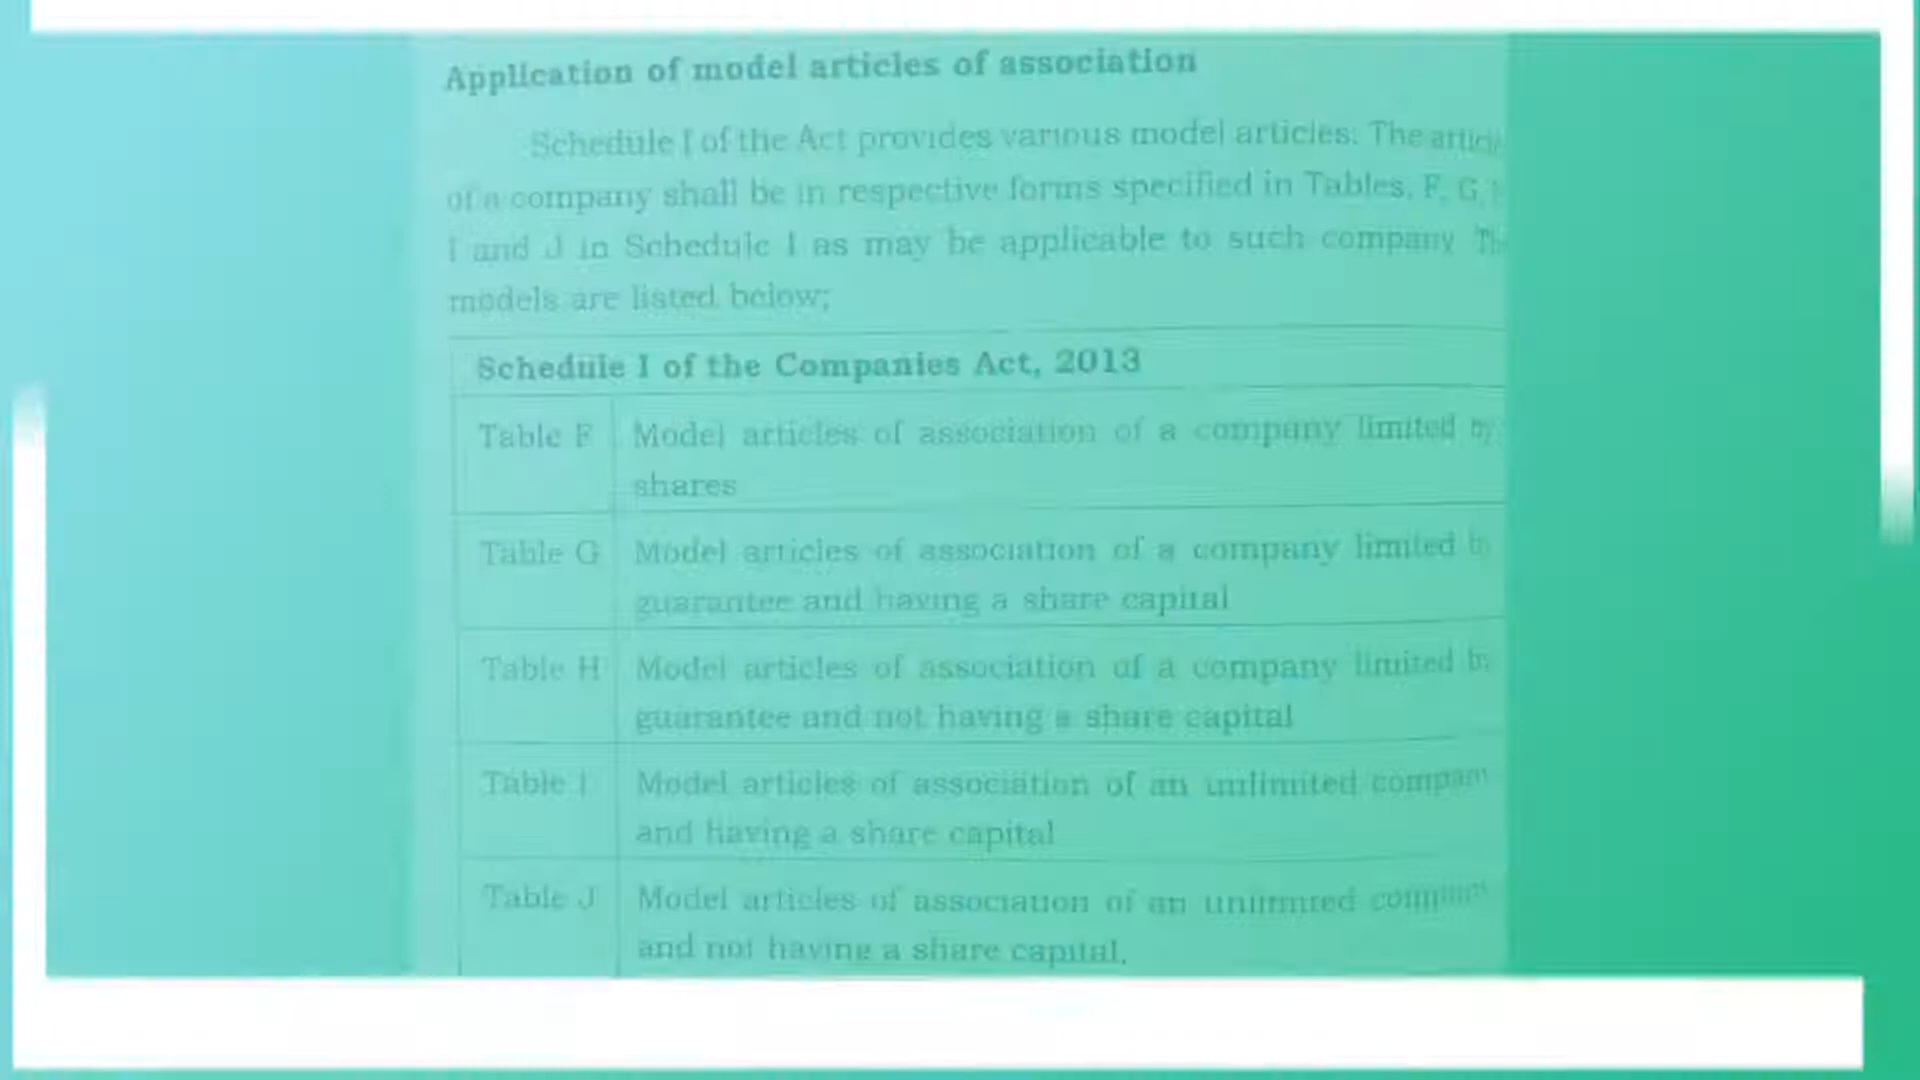 Application of model articles of association
Schedule I of the Act provides various model articles. The
of a company shall be in respective forms specified in Tables, F, G,
I and J in Schedule I as may be applicable to such company
models are listed below;
Schedule I of the Companies Act, 2013
Table F Model articles of association of a company limited by
shares
Table G Model articles of association of a company limited
guarantee and having a share capital
Table H Model articles of association of a company limited
guarantee and not having a share capital
Table I Model articles of association of an unlimited
and having a share capital
Table J Model articles of association of an unlimited
and not having a share capital.